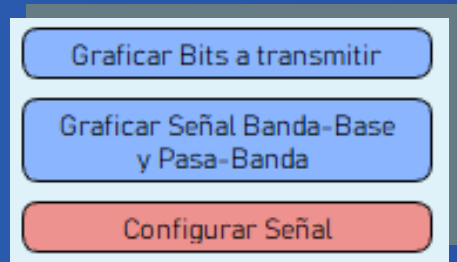 Graficar Bits a transmitir
Graficar Señal Banda-Base
y Pasa-Banda
Configurar Señal